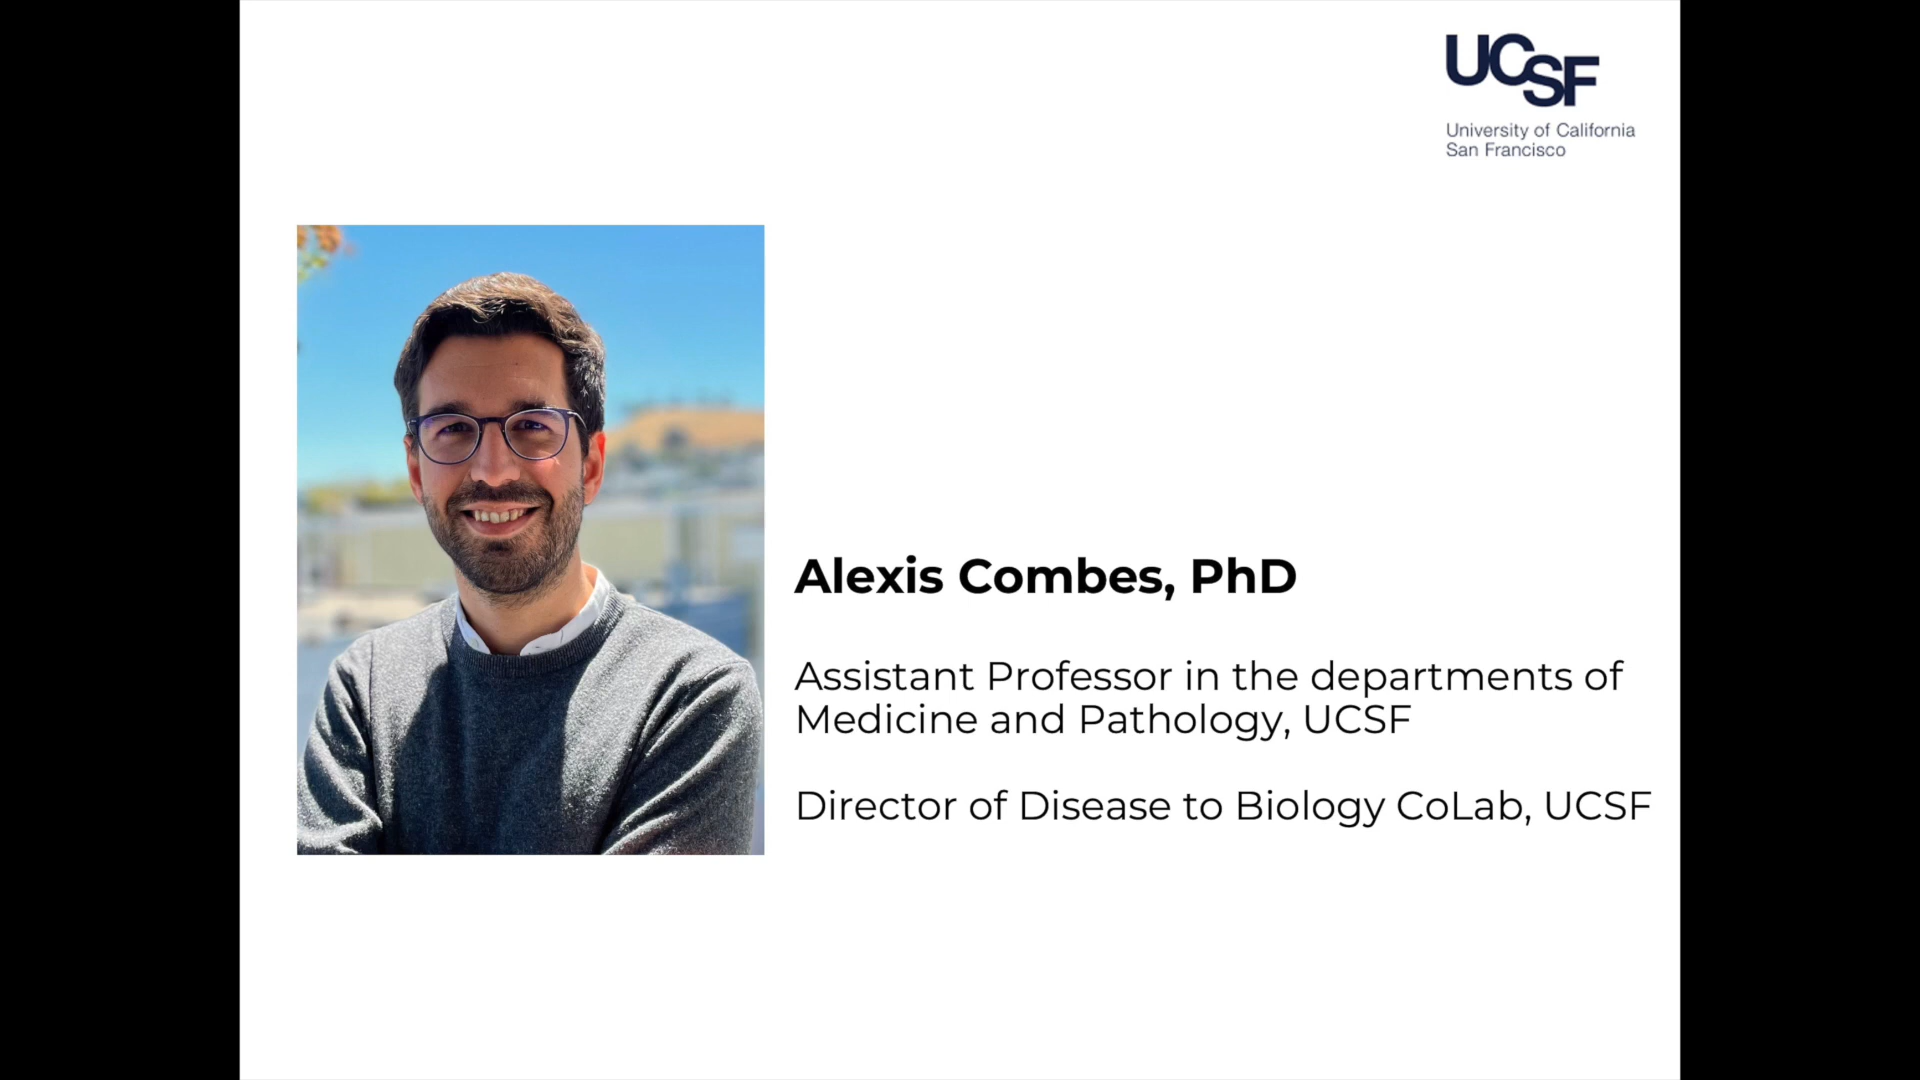 UCSF
University of California
San Francisco
Alexis Combes, PhD
Assistant Professor in the departments of
Medicine and Pathology, UCSF
Director of Disease to Biology CoLab, UCSF